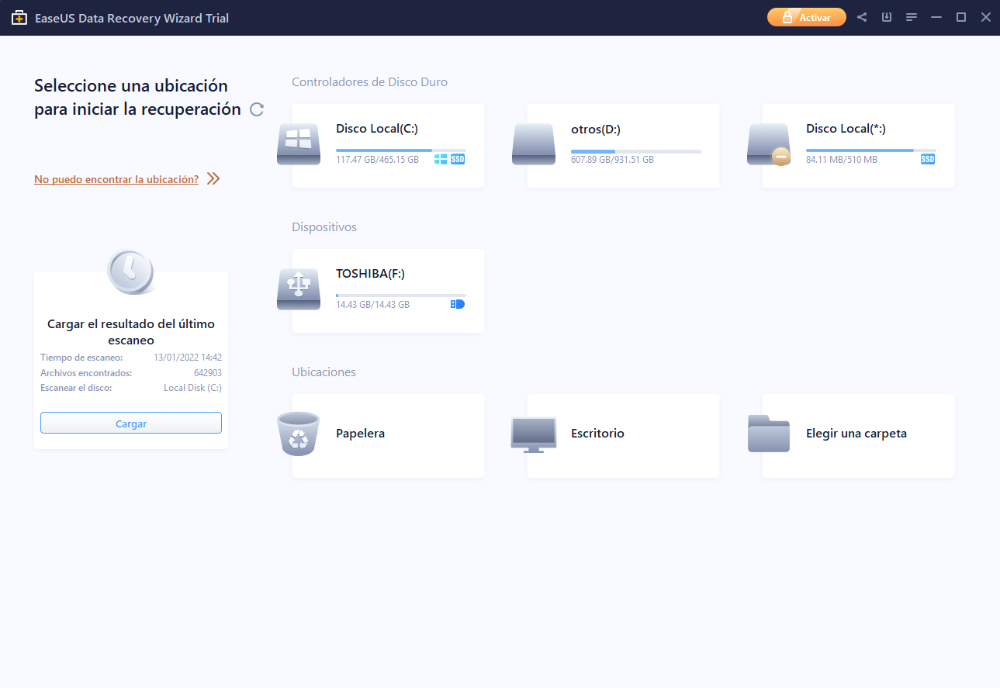 EaseUS Data Recovery Wizard Trial
Activar
Seleccione una ubicación
para iniciar la recuperación
No puedo encontrar la ubicación?
Cargar el resultado del último
escaneo
Tiempo de escaneo: 13/01/2022 14:42
Archivos encontrados: 642903
Escanear el disco: Local Disk (C:)
Cargar
Controladores de Disco Duro
Disco Local(C:)
117.47 GB/465.15 GB SSD
otros(D:)
607.89 GB/931.51 GB
Disco Local(*:)
84.11 MB/510 MB SSD
Dispositivos
TOSHIBA(F:)
14.43 GB/14.43 GB
Ubicaciones
Papelera
Escritorio
Elegir una carpeta